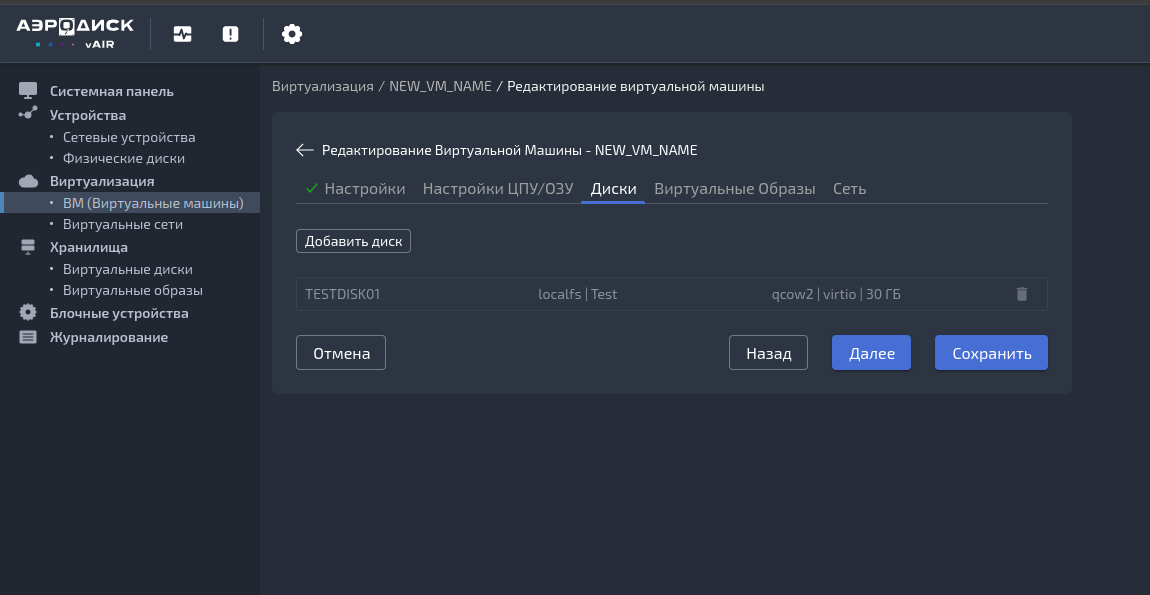 АЭРОДИСК
vAIR
Системная панель
Устройства
• Сетевые устройства
• Физические диски
Виртуализация
• ВМ (Виртуальные машины)
• Виртуальные сети
Хранилища
• Виртуальные диски
• Виртуальные образы
Блочные устройства
Журналирование
Виртуализация / NEW_VM_NAME / Редактирование виртуальной машины
Редактирование Виртуальной Машины - NEW_VM_NAME
Настройки Настройки ЦПУ/ОЗУ Диски Виртуальные Образы Сеть
Добавить диск
TESTDISK01 localfs | Test qcow2 | virtio | 30 ГБ
Отмена Назад Далее Сохранить